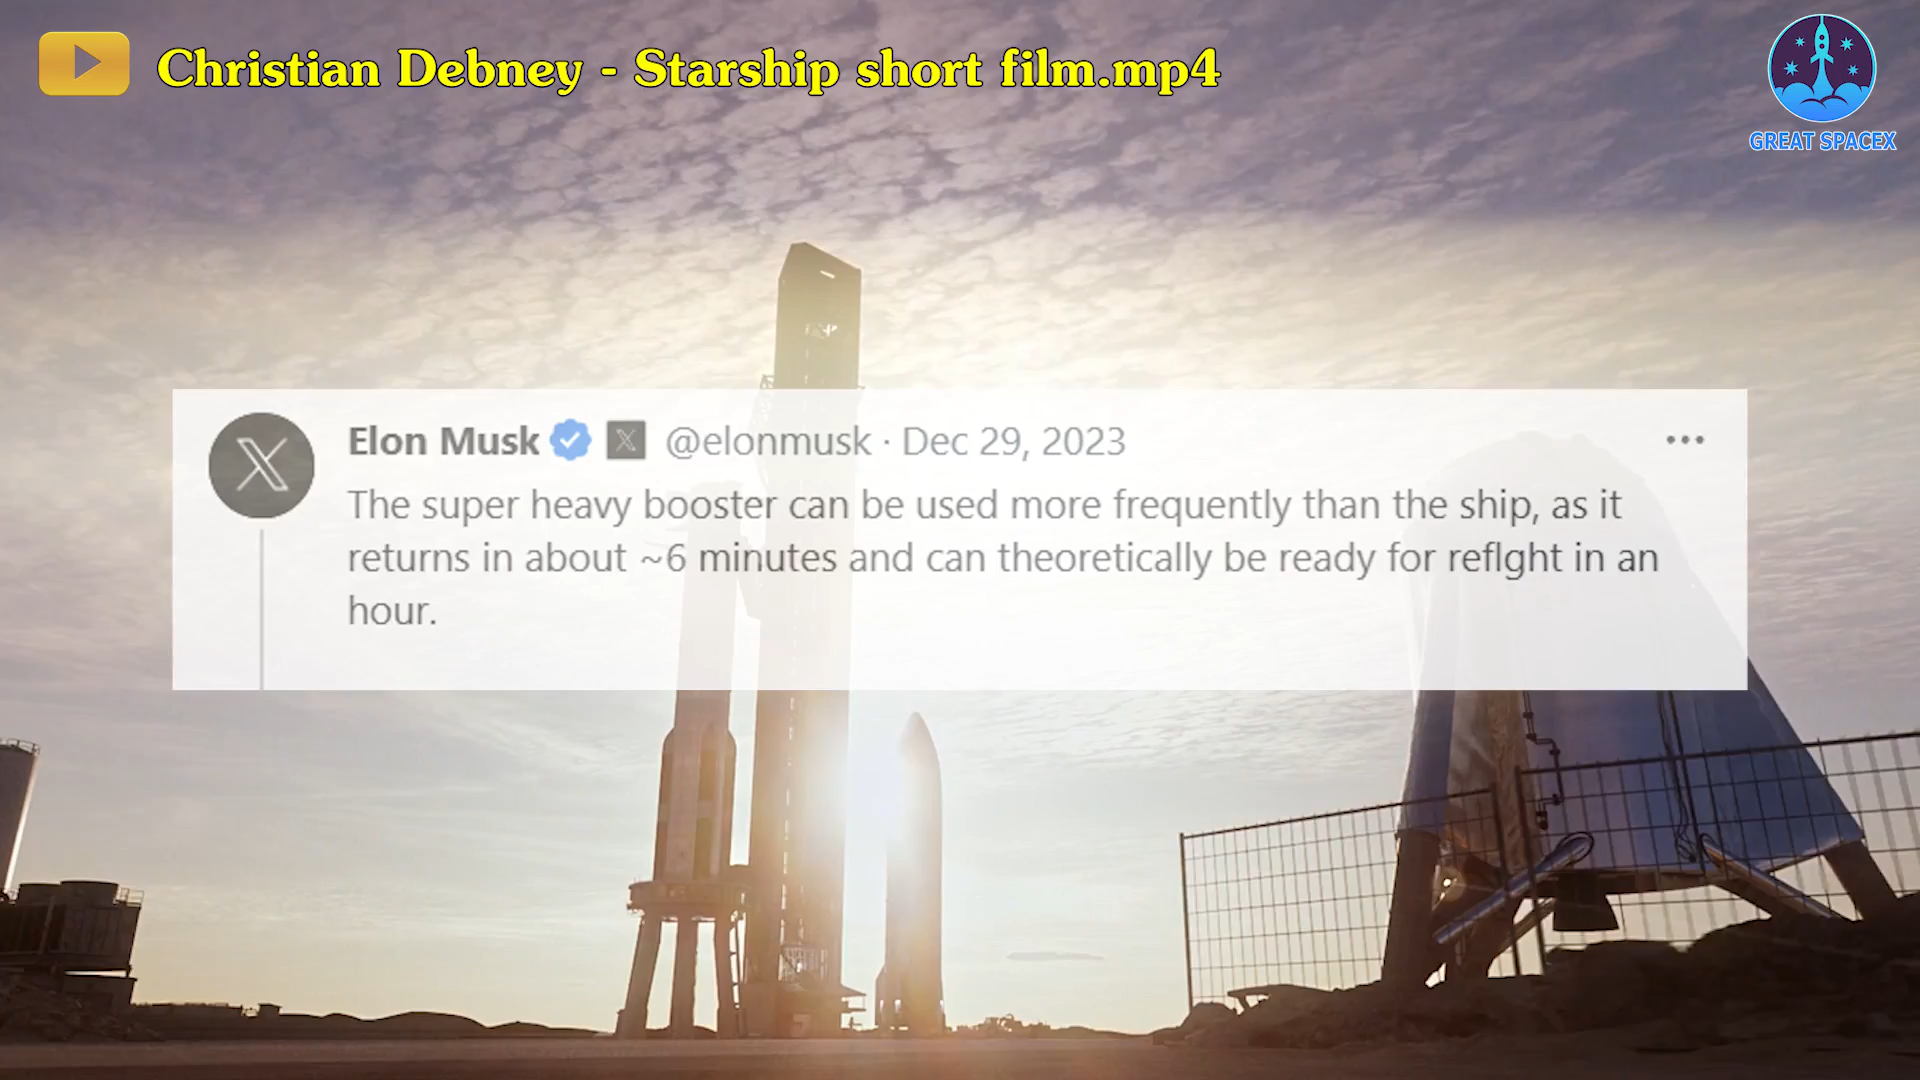 Christian Debney - Starship short film.mp4
GREAT SPACEX
Elon Musk @elonmusk · Dec 29, 2023
The super heavy booster can be used more frequently than the ship, as it
returns in about ~6 minutes and can theoretically be ready for reflght in an
hour.